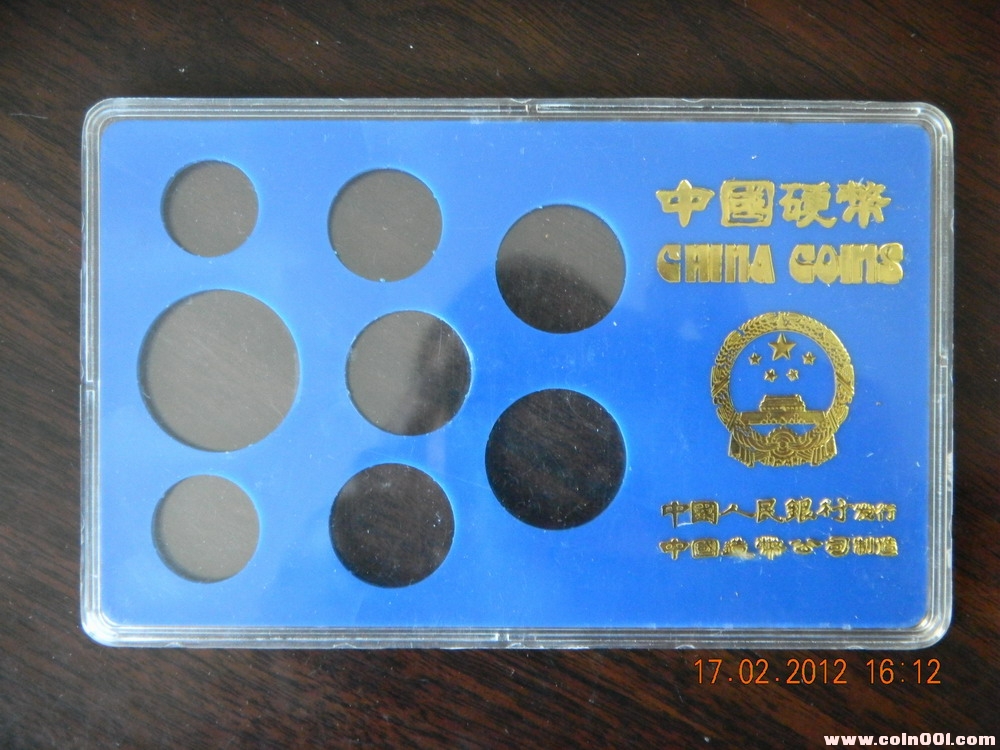 中國硬幣
CHINA COINS
中國人民銀行发行
中國造幣公司制造
17.02.2012 16:12
www.coin001.com